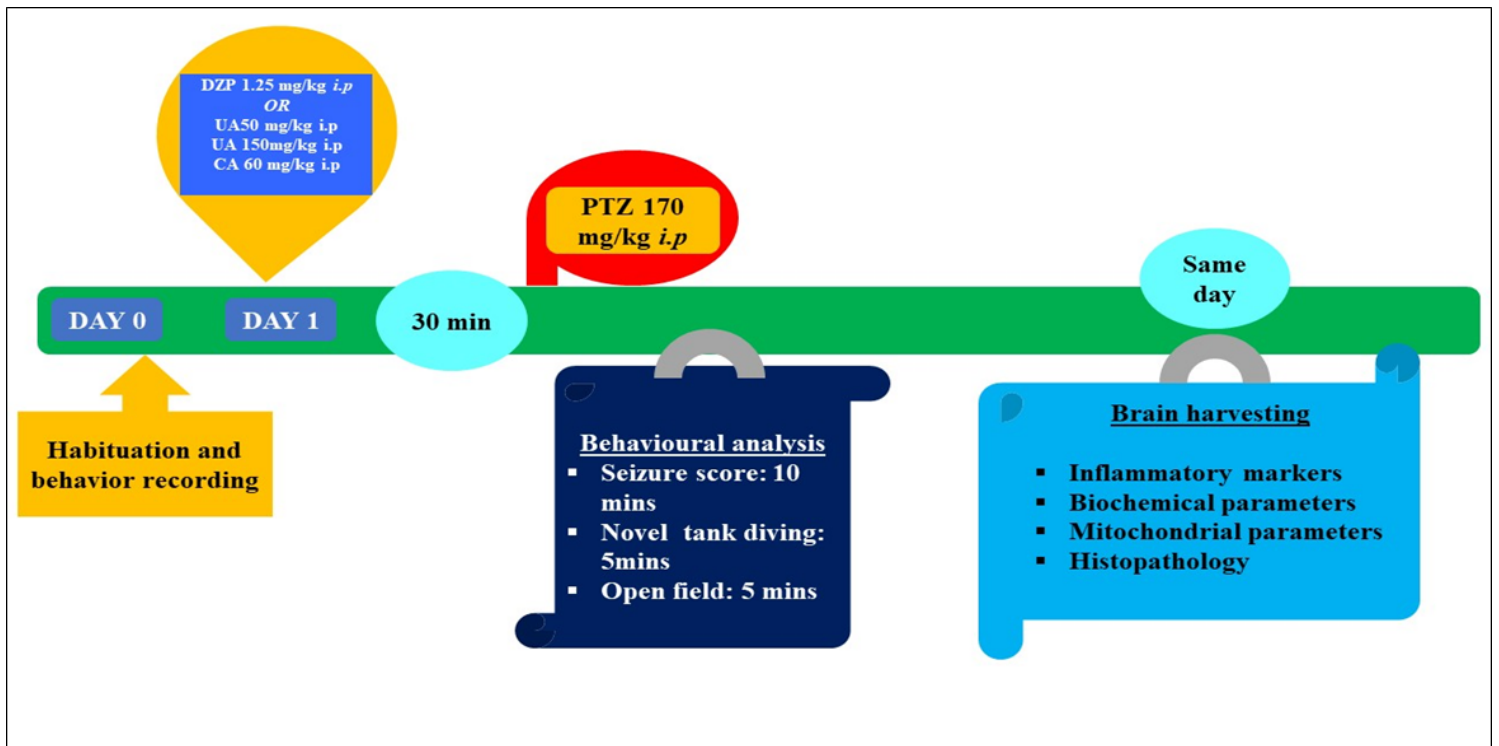 DZP 1.25 mg/kg i.p
OR
UA50 mg/kg i.p
UA 150mg/kg i.p
CA 60 mg/kg i.p
PTZ 170
mg/kg i.p
Same
day
DAY 0
DAY 1
30 min
Habituation and
behavior recording
Behavioural analysis
▪ Seizure score: 10
mins
▪ Novel tank diving:
5mins
▪ Open field: 5 mins
Brain harvesting
▪ Inflammatory markers
▪ Biochemical parameters
▪ Mitochondrial parameters
▪ Histopathology